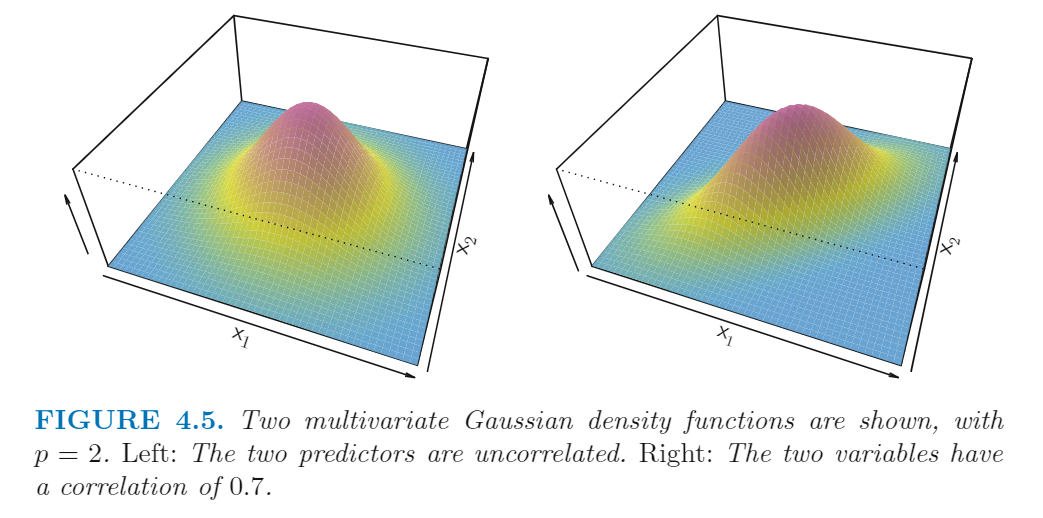 x1
x2
x1
x2
FIGURE 4.5. Two multivariate Gaussian density functions are shown, with
p = 2. Left: The two predictors are uncorrelated. Right: The two variables have
a correlation of 0.7.